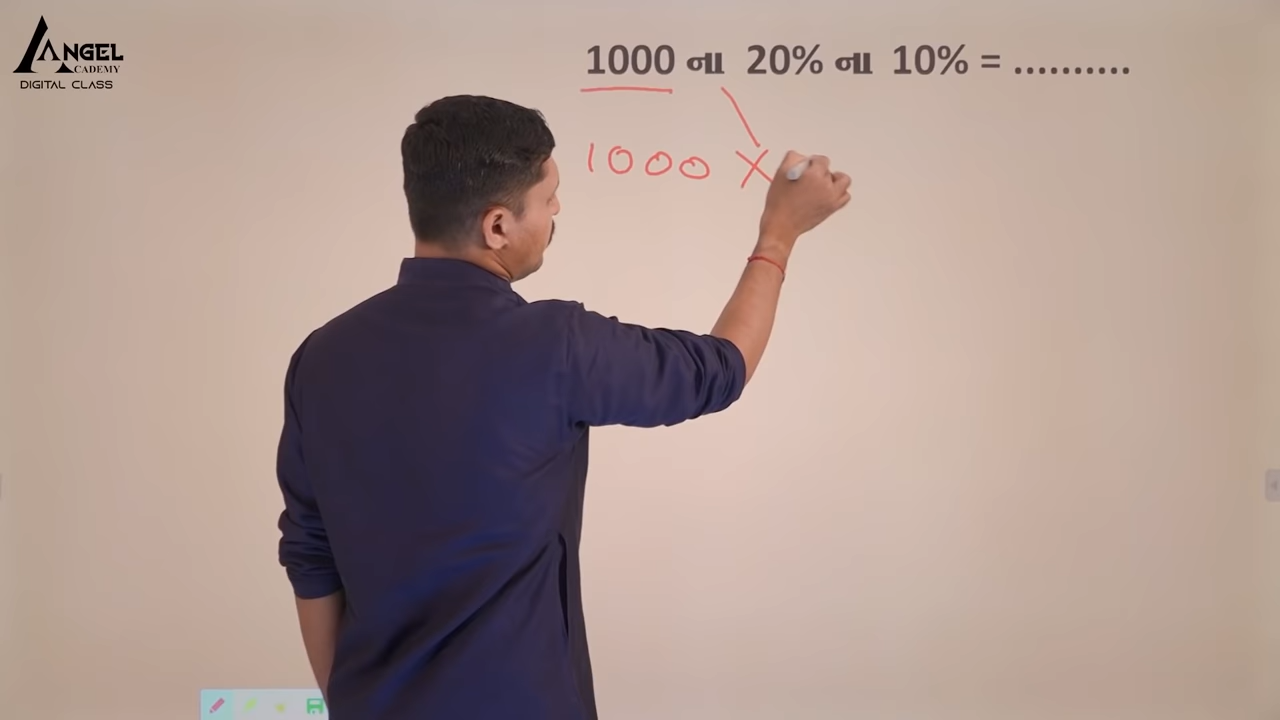 ANGEL
ACADEMY
DIGITAL CLASS
1000 ના 20% ના 10% = ..........
1000 X